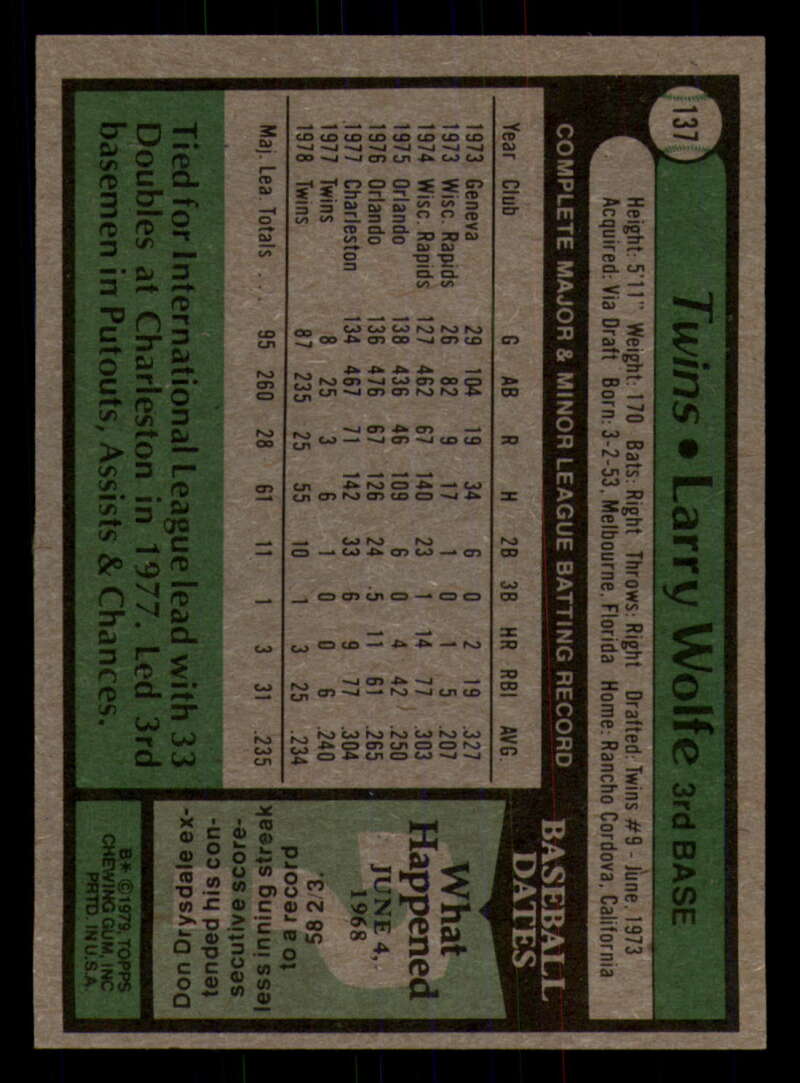 137
Twins • Larry Wolfe 3rd BASE
Height: 5'11" Weight: 170 Bats: Right Throws: Right Drafted: Twins #9 - June, 1973
Acquired: Via Draft Born: 3-2-53, Melbourne, Florida Home: Rancho Cordova, California
COMPLETE MAJOR & MINOR LEAGUE BATTING RECORD
Year Club G AB R H 2B 3B HR RBI AVG.
1973 Geneva 29 104 19 34 6 0 2 19 .327
1973 Wisc. Rapids 26 82 9 17 1 0 1 5 .207
1974 Wisc. Rapids 127 462 67 140 23 1 14 77 .303
1975 Orlando 138 436 46 109 6 0 4 42 .250
1976 Orlando 136 476 67 126 24 5 11 61 .265
1977 Charleston 134 467 71 142 33 6 9 77 .304
1977 Twins 8 25 3 6 1 0 0 6 .240
1978 Twins 87 235 25 55 10 1 3 25 .234
Maj. Lea. Totals . . . 95 260 28 61 11 1 3 31 .235
Tied for International League lead with 33
Doubles at Charleston in 1977. Led 3rd
basemen in Putouts, Assists & Chances.
BASEBALL
DATES
What
Happened
JUNE 4,
1968
Don Drysdale ex-
tended his con-
secutive score-
less inning streak
to a record
58 2/3.
B* ©1979, TOPPS
CHEWING GUM, INC
PRTD. IN U.S.A.